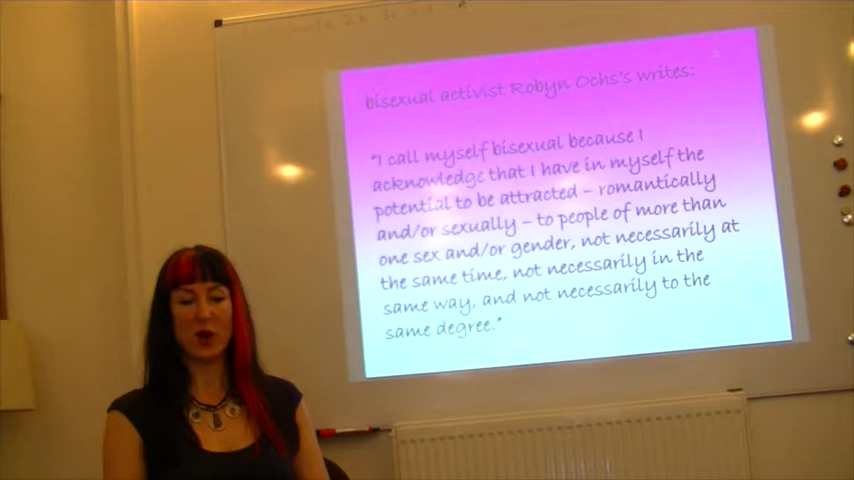 bisexual activist Robyn Ochs's writes:
"I call myself bisexual because I
acknowledge that I have in myself the
potential to be attracted – romantically
and/or sexually – to people of more than
one sex and/or gender, not necessarily at
the same time, not necessarily in the
same way, and not necessarily to the
same degree."